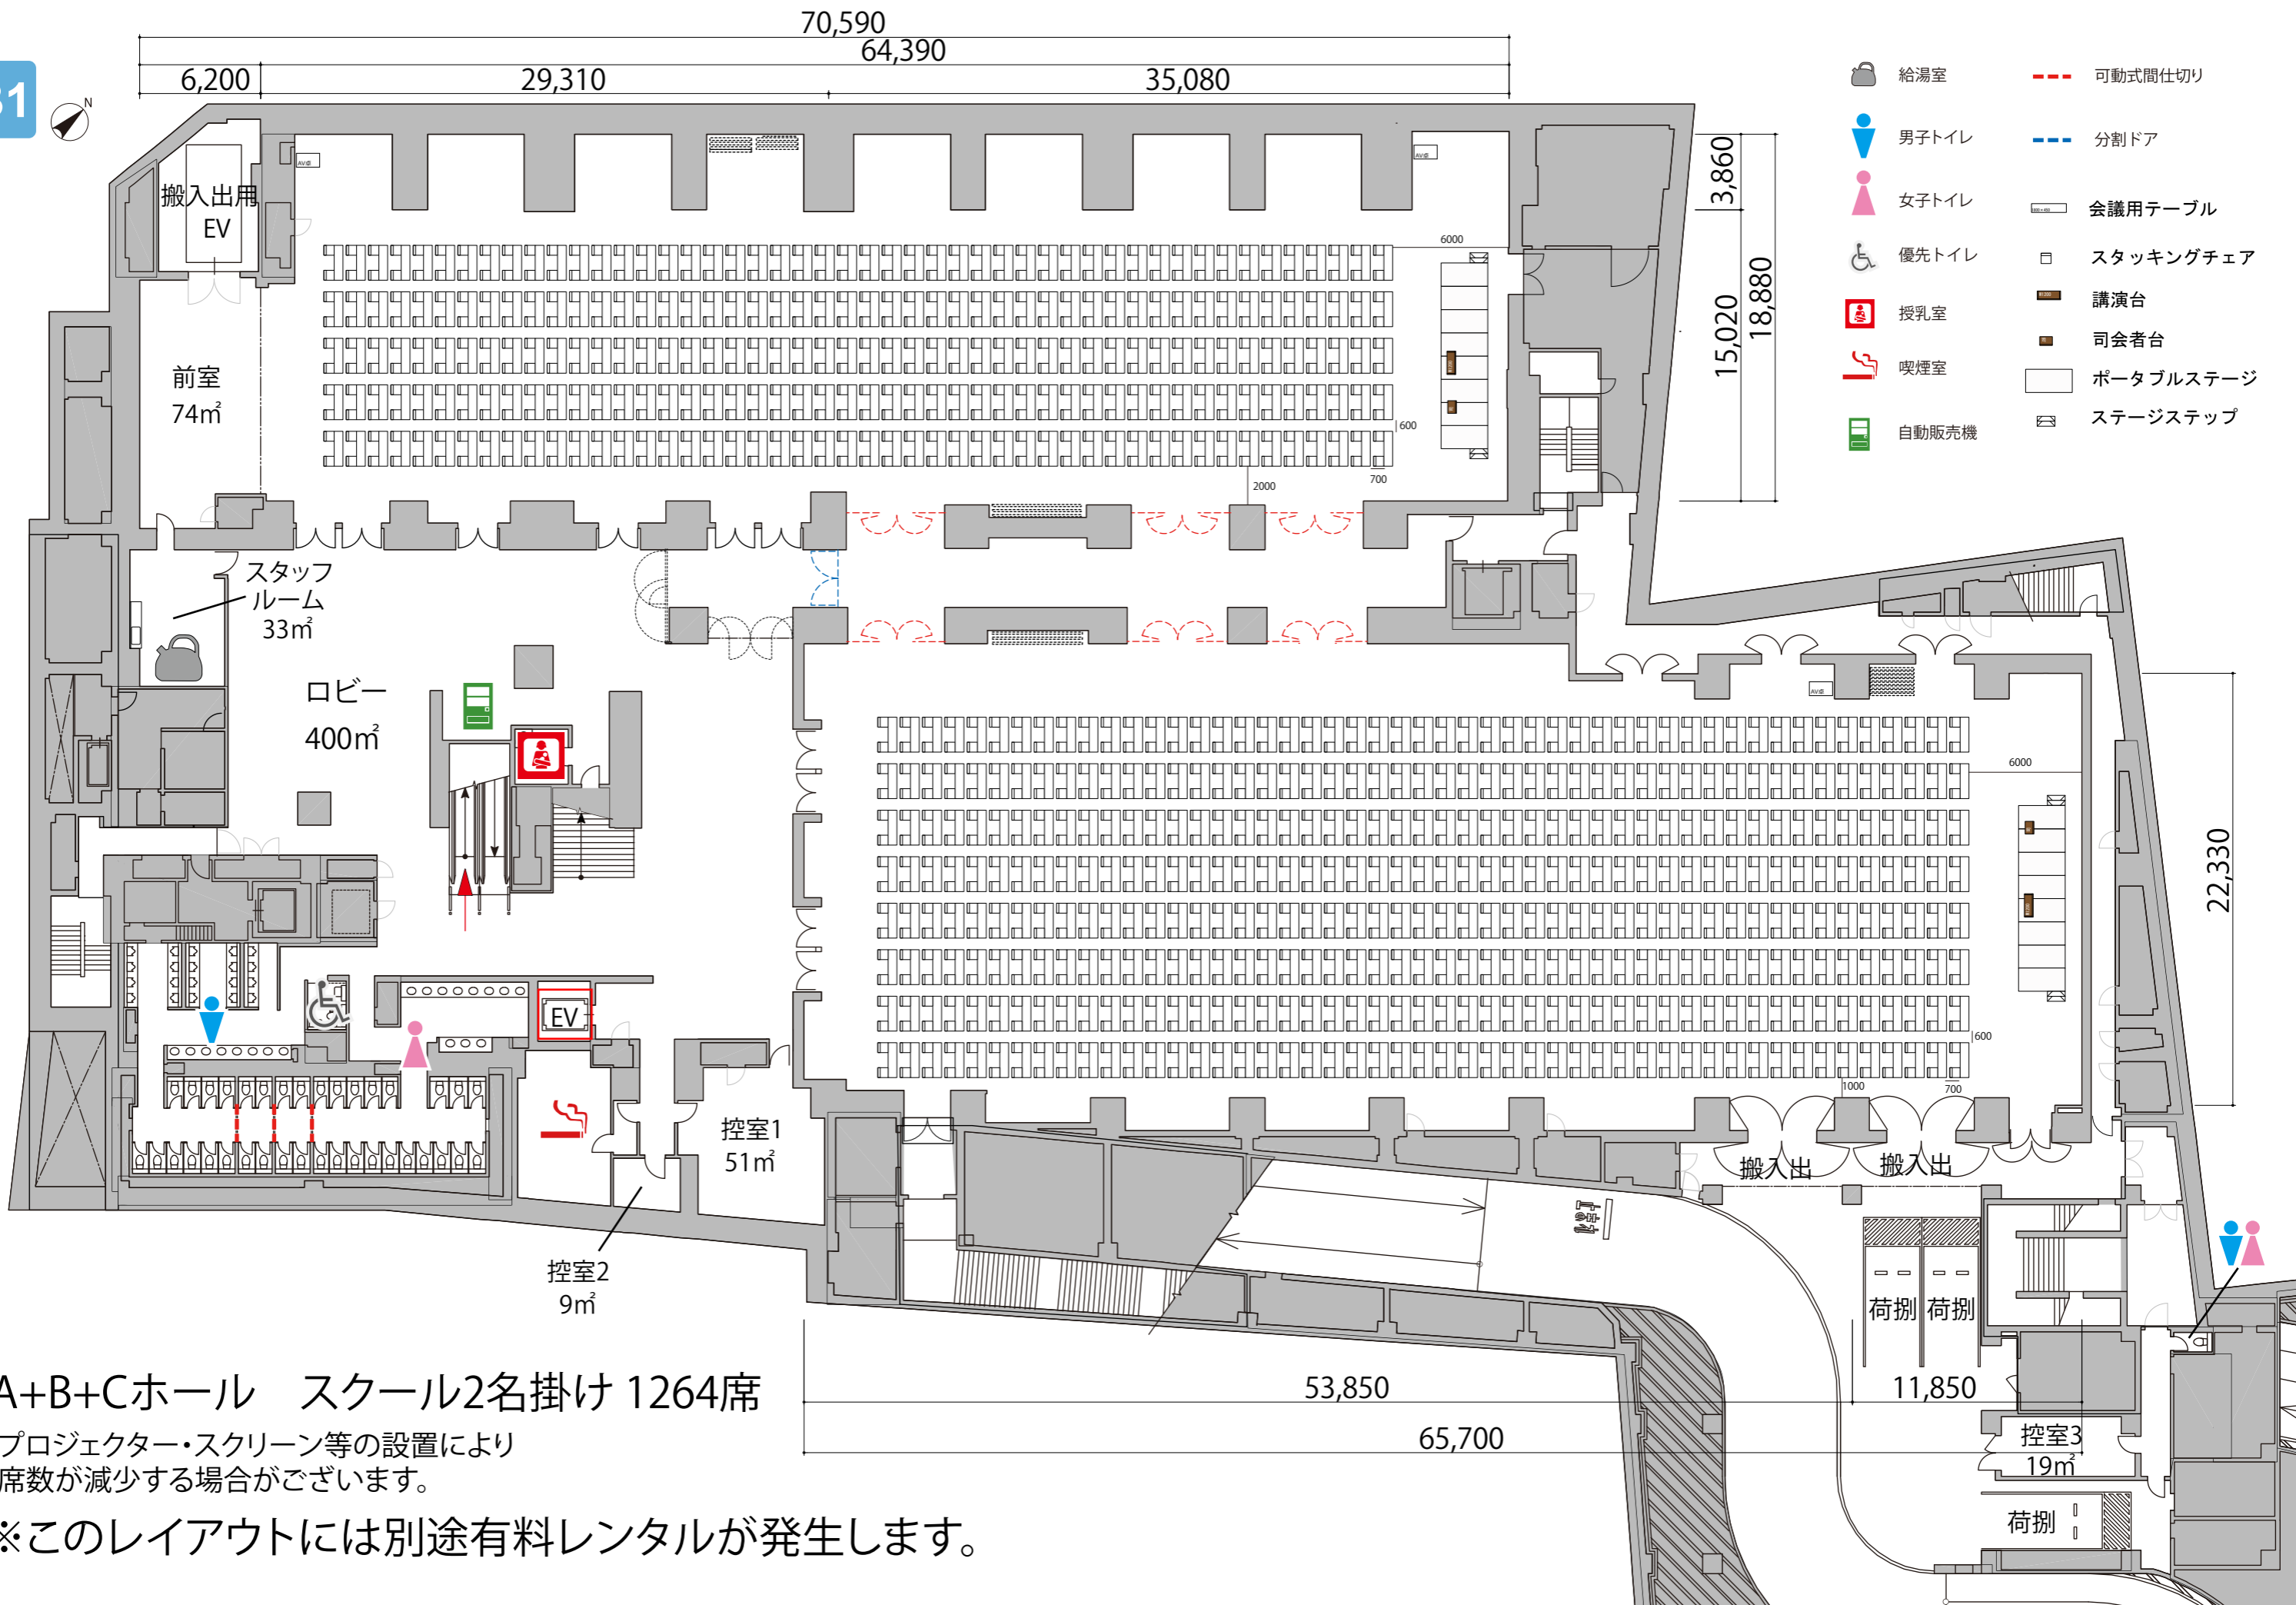 70,590
64,390
6,200
29,310
35,080
B1
N
給湯室
可動式間仕切り
男子トイレ
分割ドア
女子トイレ
会議用テーブル
優先トイレ
スタッキングチェア
授乳室
講演台
司会者台
喫煙室
ポータブルステージ
自動販売機
ステージステップ
3,860
15,020
18,880
搬入出用
EV
AV卓
AV卓
6000
前室
74㎡
600
700
2000
スタッフ
ルーム
33㎡
ロビー
400㎡
AV卓
6000
22,330
600
1000
700
EV
控室1
51㎡
控室2
9㎡
搬入出
搬入出
荷捌
荷捌
53,850
11,850
65,700
控室3
19㎡
荷捌
A+B+Cホール　スクール2名掛け 1264席
プロジェクター・スクリーン等の設置により
席数が減少する場合がございます。
※このレイアウトには別途有料レンタルが発生します。